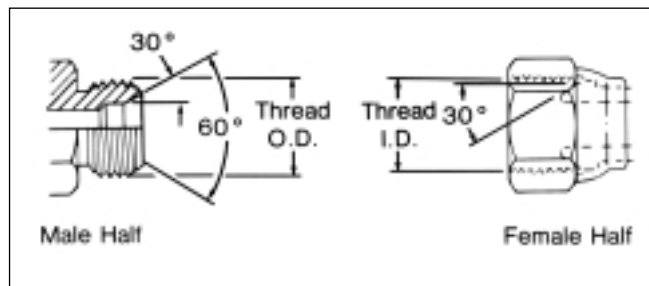 30°
60°
Thread
O.D.
Thread
I.D.
30°
Male Half
Female Half